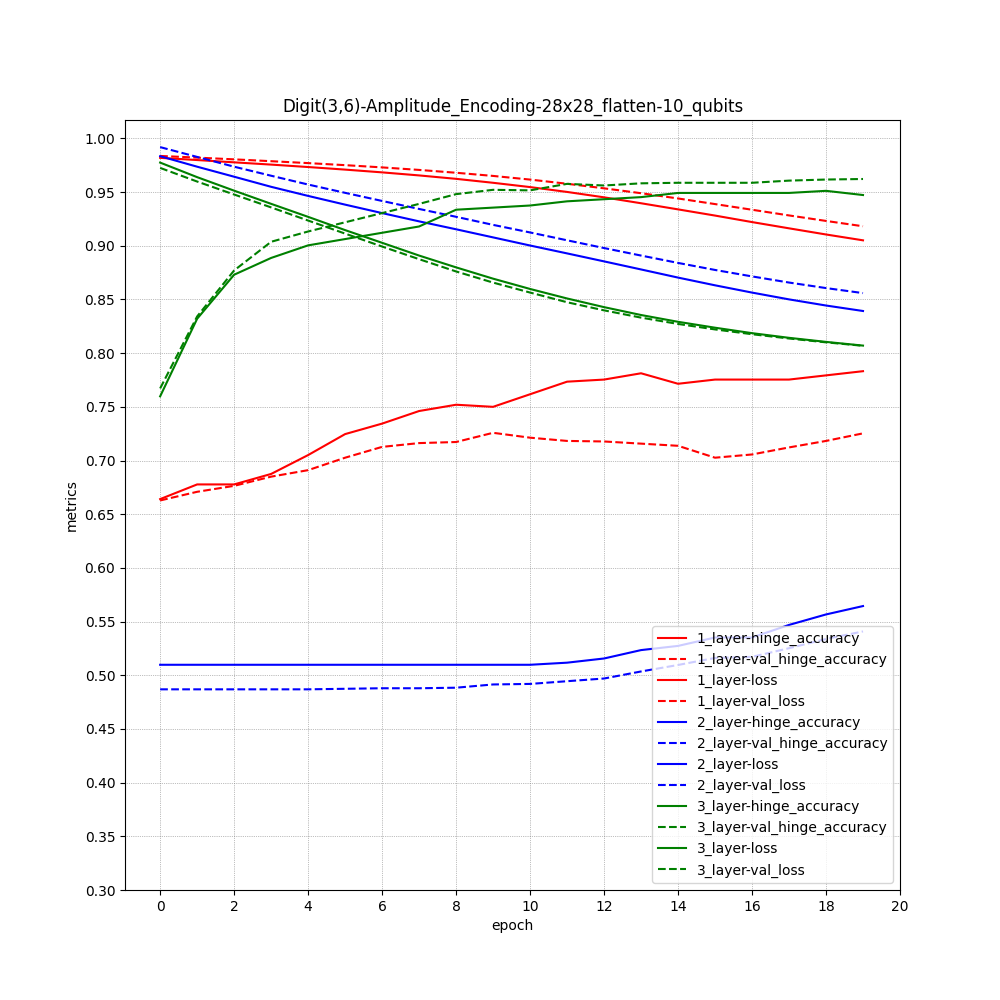 Digit(3,6)-Amplitude_Encoding-28x28_flatten-10_qubits
metrics
1.00
0.95
0.90
0.85
0.80
0.75
0.70
0.65
0.60
0.55
0.50
0.45
0.40
0.35
0.30
1_layer-hinge_accuracy
1_layer-val_hinge_accuracy
1_layer-loss
1_layer-val_loss
2_layer-hinge_accuracy
2_layer-val_hinge_accuracy
2_layer-loss
2_layer-val_loss
3_layer-hinge_accuracy
3_layer-val_hinge_accuracy
3_layer-loss
3_layer-val_loss
0 2 4 6 8 10 12 14 16 18 20
epoch